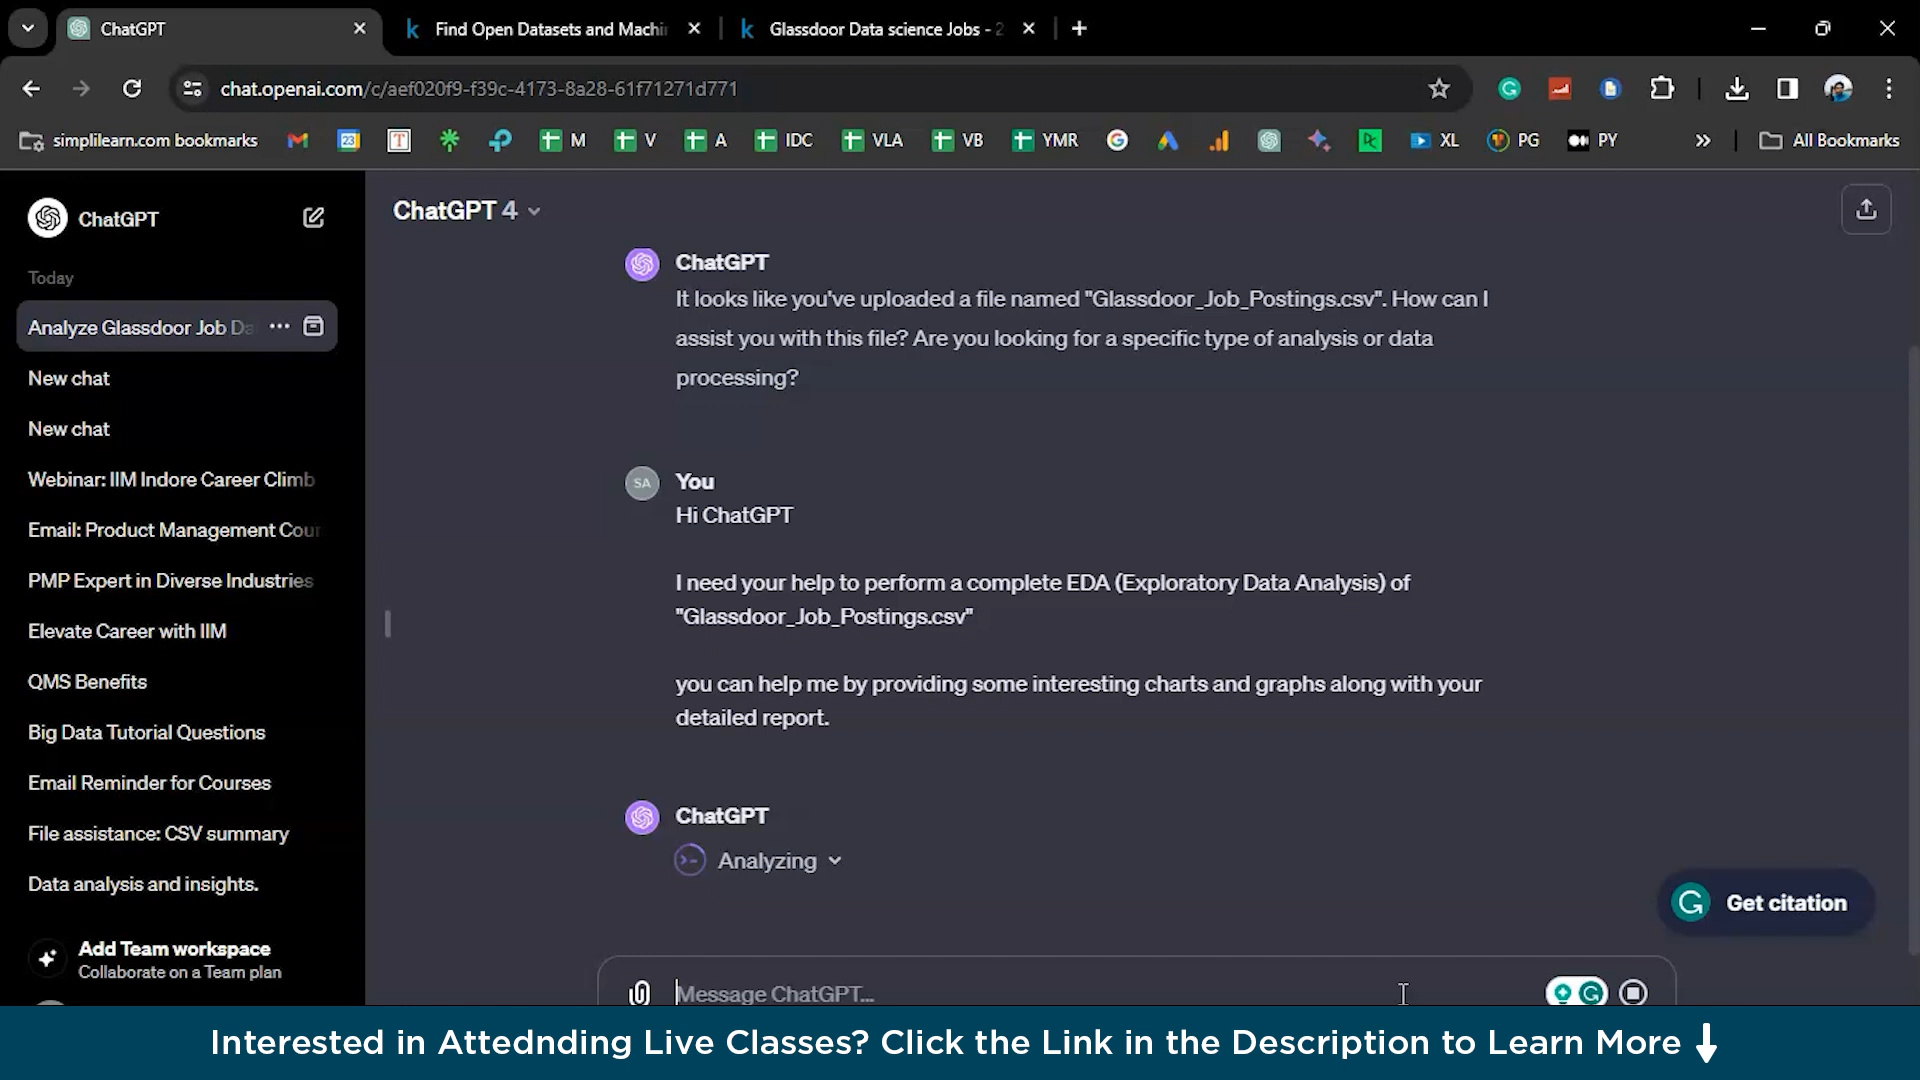 ChatGPT
Find Open Datasets and Machi
Glassdoor Data science Jobs - 2
chat.openai.com/c/aef020f9-f39c-4173-8a28-61f71271d771
simplilearn.com bookmarks
23
T
M
V
A
IDC
VLA
VB
YMR
XL
PG
PY
All Bookmarks
ChatGPT
ChatGPT 4
Today
Analyze Glassdoor Job Da
New chat
New chat
Webinar: IIM Indore Career Climb
Email: Product Management Cour
PMP Expert in Diverse Industries
Elevate Career with IIM
QMS Benefits
Big Data Tutorial Questions
Email Reminder for Courses
File assistance: CSV summary
Data analysis and insights.
Add Team workspace
Collaborate on a Team plan
ChatGPT
It looks like you've uploaded a file named "Glassdoor_Job_Postings.csv". How can I
assist you with this file? Are you looking for a specific type of analysis or data
processing?
SA
You
Hi ChatGPT
I need your help to perform a complete EDA (Exploratory Data Analysis) of
"Glassdoor_Job_Postings.csv"
you can help me by providing some interesting charts and graphs along with your
detailed report.
ChatGPT
Analyzing
Get citation
Message ChatGPT...
Interested in Attednding Live Classes? Click the Link in the Description to Learn More